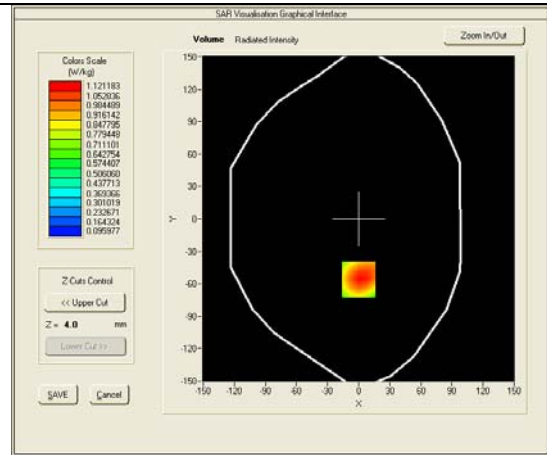 SAR Visualisation Graphical Interface
Volume Radiated Intensity
Zoom In/Out
Colors Scale
(W/kg)
1.121183
1.052836
0.984489
0.916142
0.847795
0.779448
0.711101
0.642754
0.574407
0.506060
0.437713
0.369366
0.301019
0.232671
0.164324
0.095977
Z Cuts Control
<< Upper Cut
Z = 4.0 mm
Lower Cut >>
SAVE
Cancel
150
120
90
60
30
0
-30
-60
-90
-120
-150
Y
-150 -120 -90 -60 -30 0 30 60 90 120 150
X